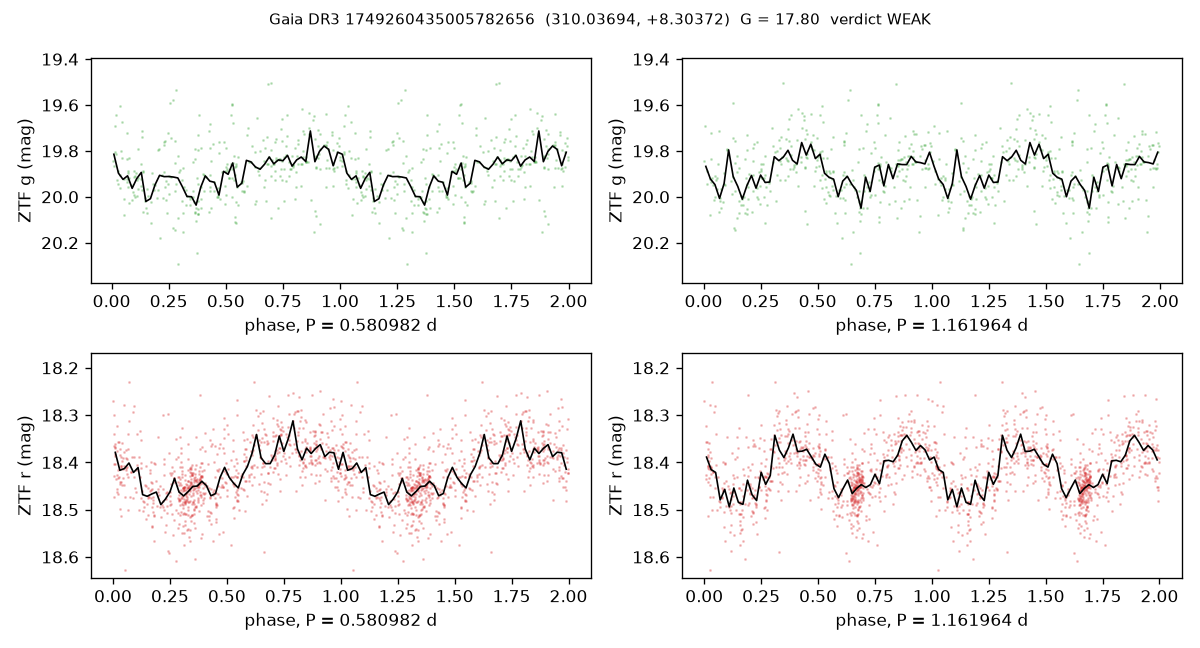 Gaia DR3 1749260435005782656  (310.03694, +8.30372)  G = 17.80  verdict WEAK
ZTF g (mag)
19.4
19.6
19.8
20.0
20.2
0.00 0.25 0.50 0.75 1.00 1.25 1.50 1.75 2.00
phase, P = 0.580982 d
ZTF g (mag)
19.4
19.6
19.8
20.0
20.2
0.00 0.25 0.50 0.75 1.00 1.25 1.50 1.75 2.00
phase, P = 1.161964 d
ZTF r (mag)
18.2
18.3
18.4
18.5
18.6
0.00 0.25 0.50 0.75 1.00 1.25 1.50 1.75 2.00
phase, P = 0.580982 d
ZTF r (mag)
18.2
18.3
18.4
18.5
18.6
0.00 0.25 0.50 0.75 1.00 1.25 1.50 1.75 2.00
phase, P = 1.161964 d